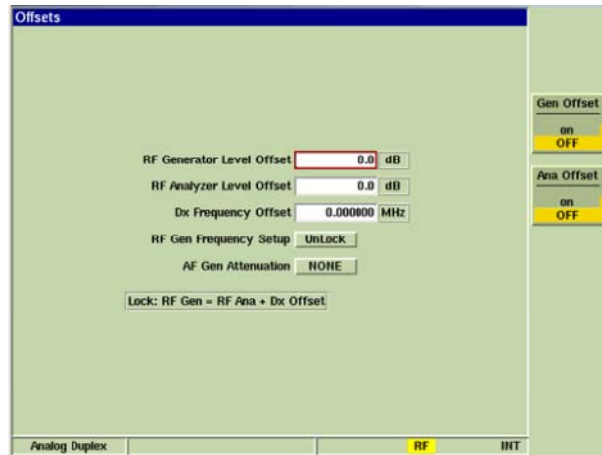 Offsets
Gen Offset
on
OFF
Ana Offset
on
OFF
RF Generator Level Offset 0.0 dB
RF Analyzer Level Offset 0.0 dB
Dx Frequency Offset 0.000000 MHz
RF Gen Frequency Setup UnLock
AF Gen Attenuation NONE
Lock: RF Gen = RF Ana + Dx Offset
Analog Duplex RF INT